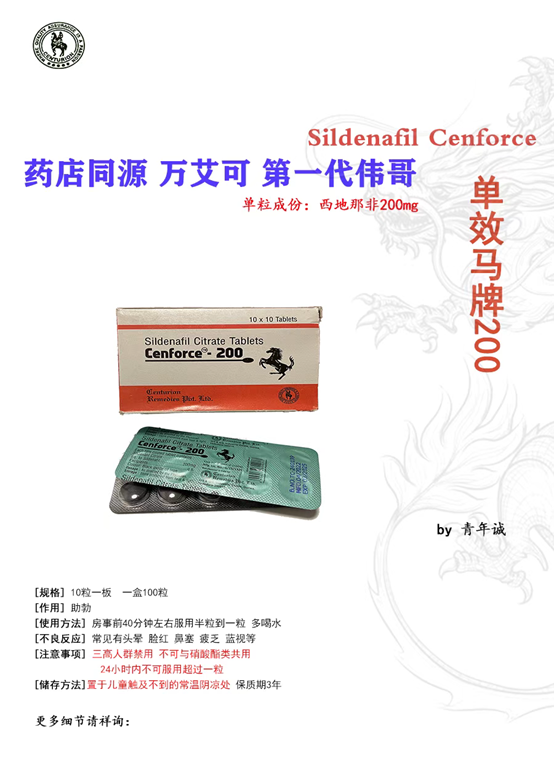 CENTURION
Sildenafil Cenforce
药店同源 万艾可 第一代伟哥
单粒成份：西地那非200mg
单效马牌200
10 x 10 Tablets
Sildenafil Citrate Tablets
Cenforce™- 200
Centurion
Remedies Pvt. Ltd.
Sildenafil Citrate Tablets
Cenforce - 200
by 青年诚
[规格] 10粒一板 一盒100粒
[作用] 助勃
[使用方法] 房事前40分钟左右服用半粒到一粒 多喝水
[不良反应] 常见有头晕 脸红 鼻塞 疲乏 蓝视等
[注意事项] 三高人群禁用 不可与硝酸酯类共用
24小时内不可服用超过一粒
[储存方法]置于儿童触及不到的常温阴凉处 保质期3年
更多细节请祥询：